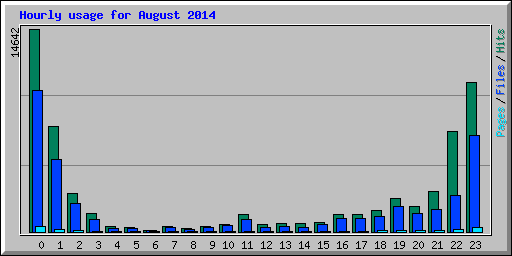 Hourly usage for August 2014
14642
Pages/Files/Hits
0 1 2 3 4 5 6 7 8 9 10 11 12 13 14 15 16 17 18 19 20 21 22 23